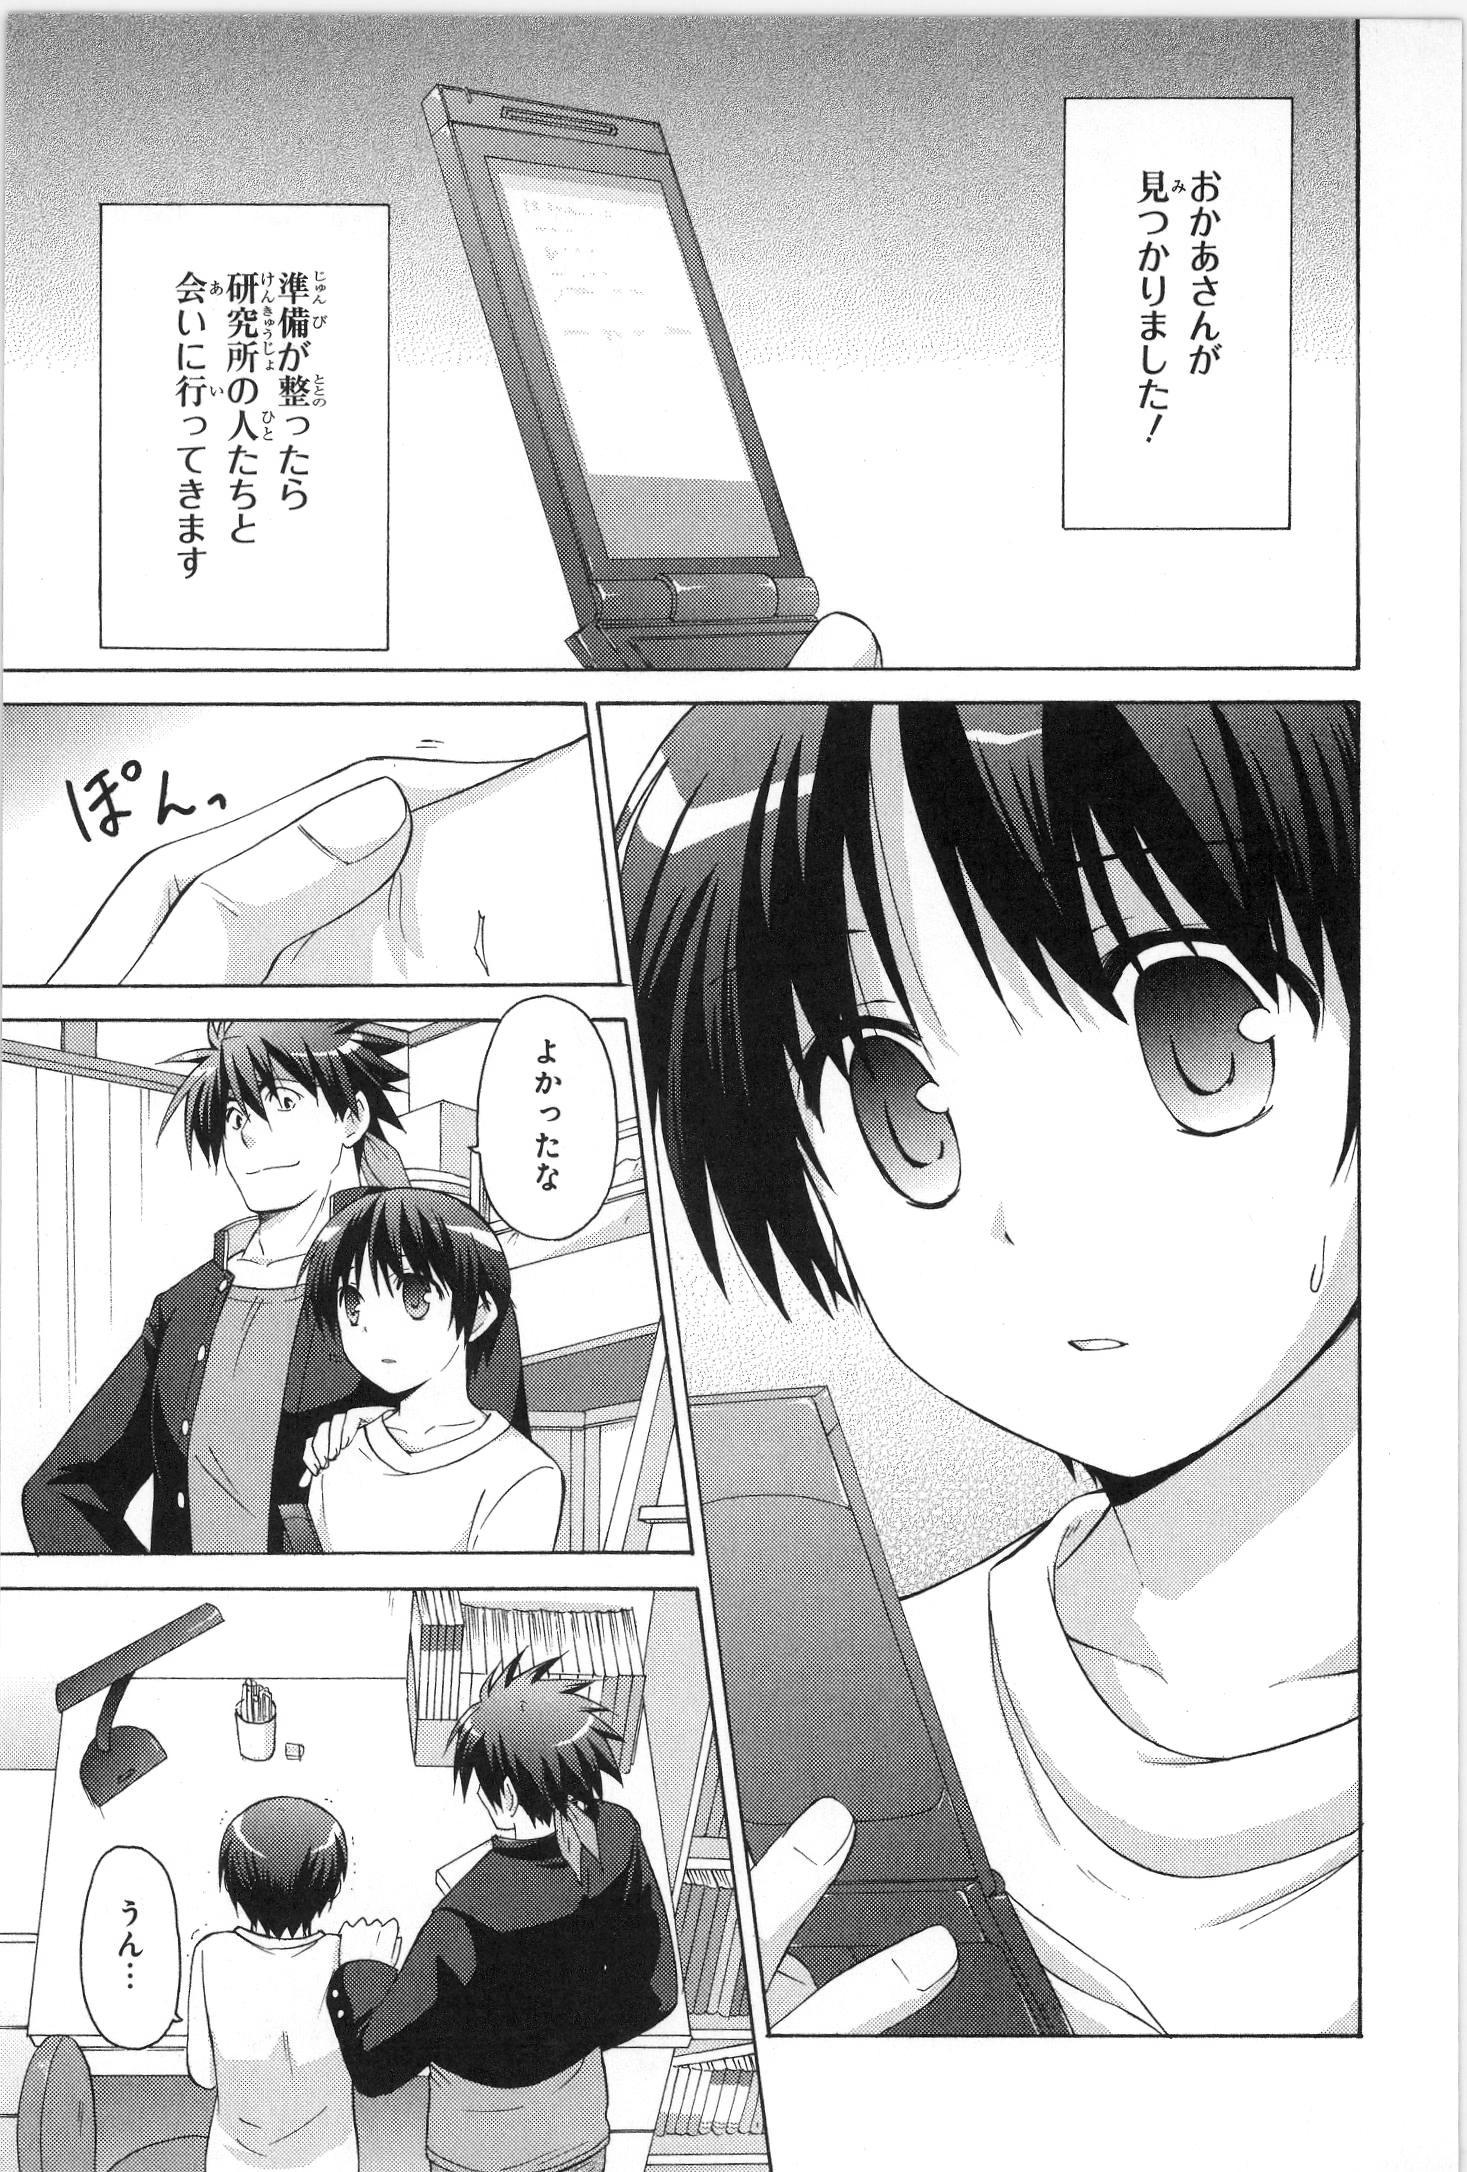 おかあさんが
見つかりました！
準備が整ったら
研究所の人たちと
会いに行ってきます
ぽんっ
よかったな
うん…